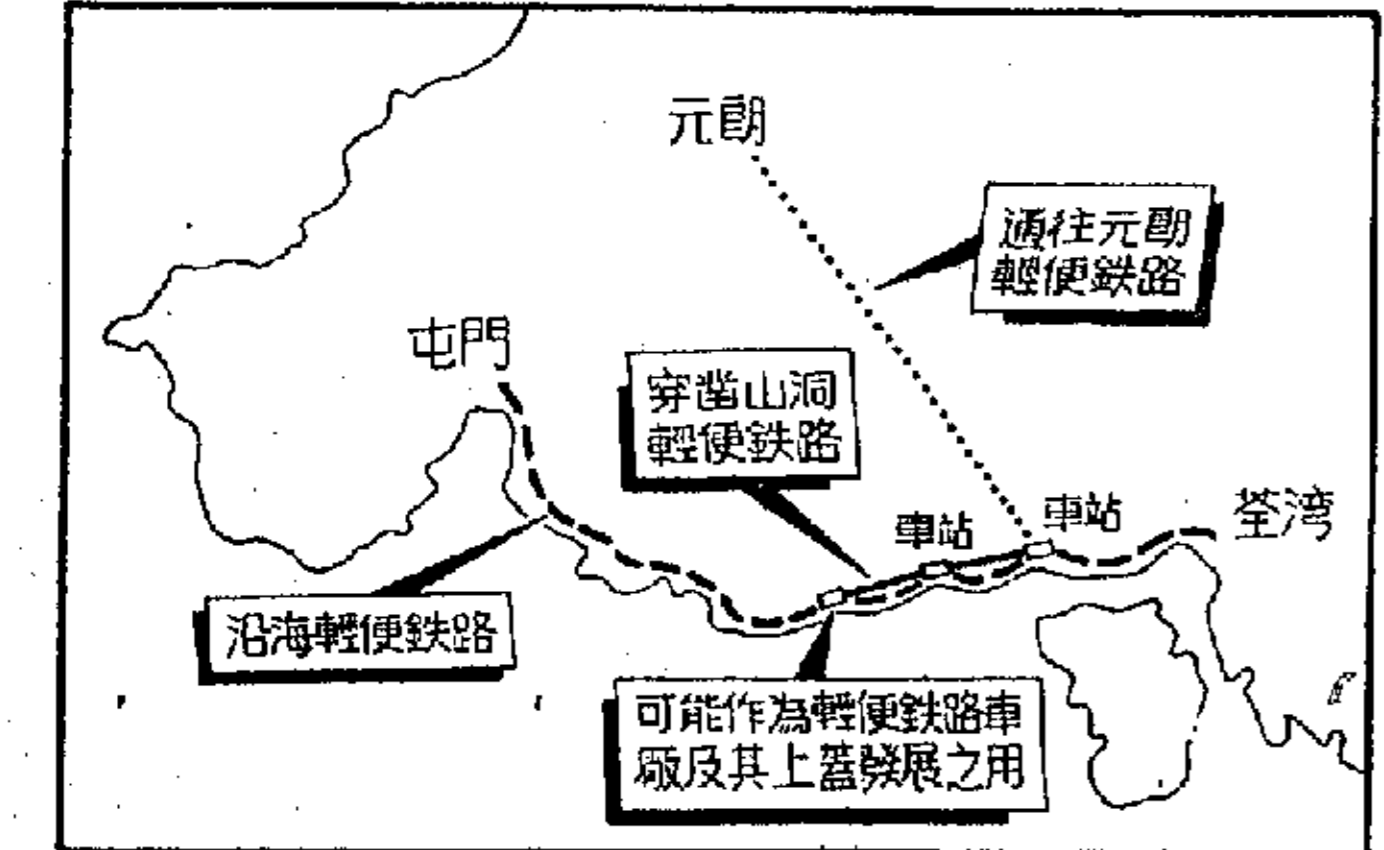 元朗
通往元朗
輕便鉄路
屯門
穿凿山洞
輕便鉄路
車站
車站
荃湾
沿海輕便鉄路
可能作為輕便鉄路車
廠及其上蓋發展之用